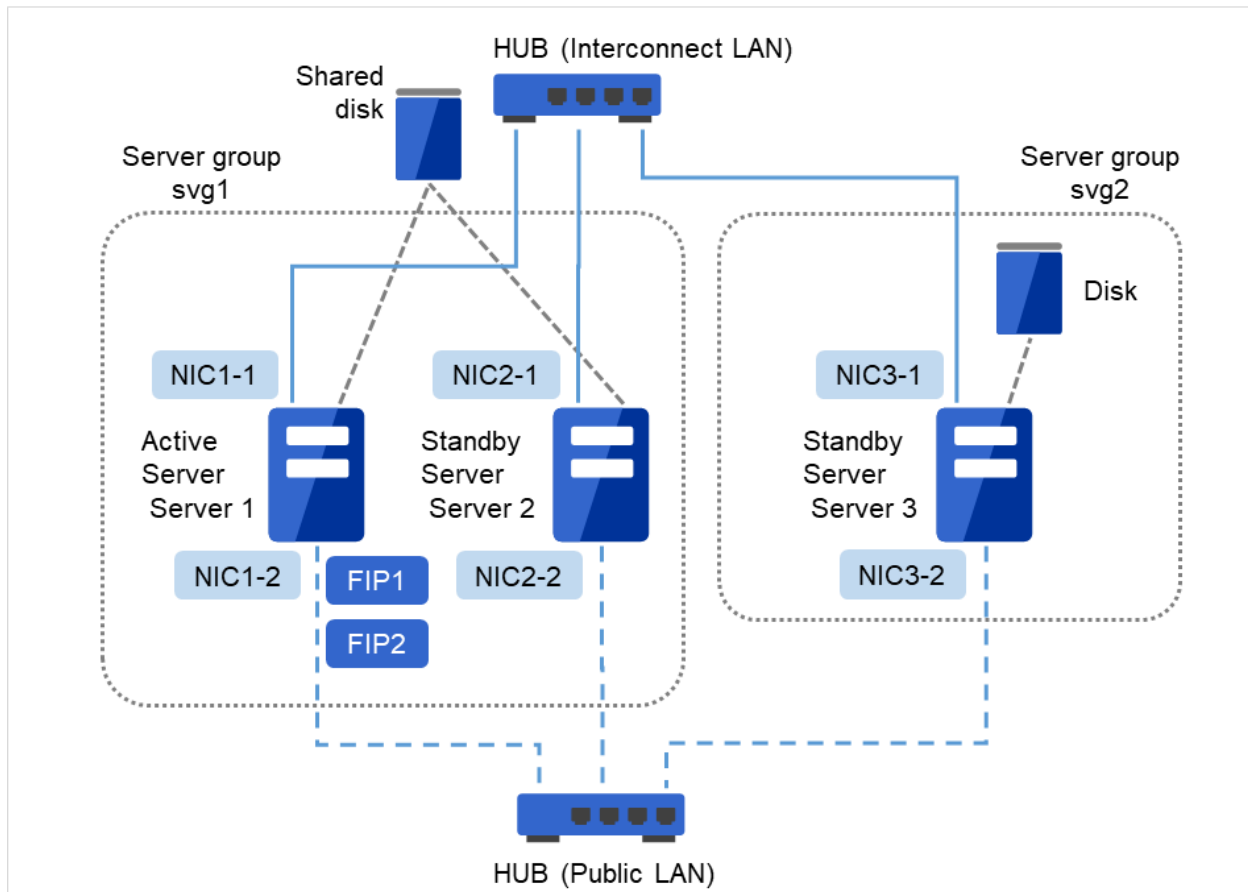 HUB (Interconnect LAN)
Shared
disk
Server group
svg1
Server group
svg2
Disk
NIC1-1
NIC2-1
NIC3-1
Active
Server
Server 1
Standby
Server
Server 2
Standby
Server
Server 3
NIC1-2
FIP1
NIC2-2
NIC3-2
FIP2
HUB (Public LAN)